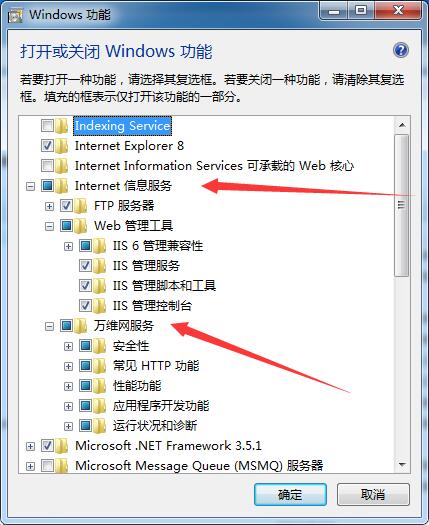 Windows 功能
打开或关闭 Windows 功能
若要打开一种功能，请选择其复选框。若要关闭一种功能，请清除其复选
框。填充的框表示仅打开该功能的一部分。
Indexing Service
Internet Explorer 8
Internet Information Services 可承载的 Web 核心
Internet 信息服务
FTP 服务器
Web 管理工具
IIS 6 管理兼容性
IIS 管理服务
IIS 管理脚本和工具
IIS 管理控制台
万维网服务
安全性
常见 HTTP 功能
性能功能
应用程序开发功能
运行状况和诊断
Microsoft .NET Framework 3.5.1
Microsoft Message Queue (MSMQ) 服务器
确定 取消